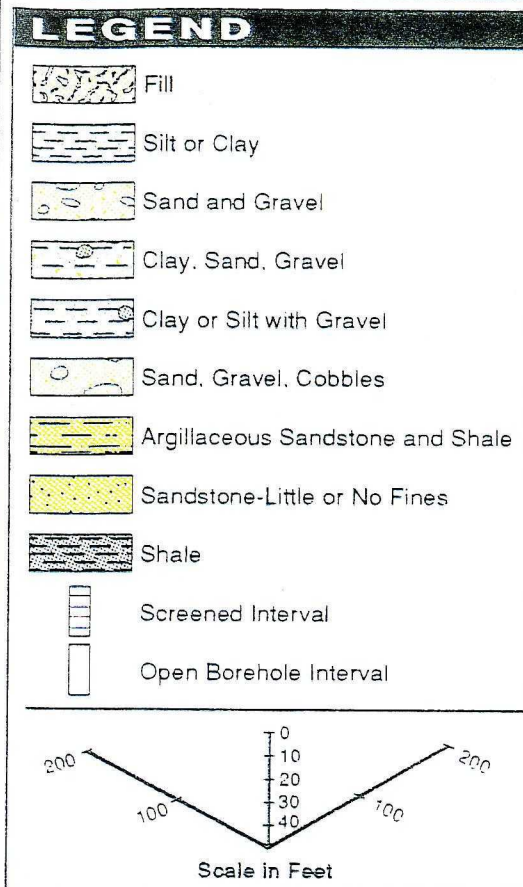 LEGEND
Fill
Silt or Clay
Sand and Gravel
Clay, Sand, Gravel
Clay or Silt with Gravel
Sand, Gravel, Cobbles
Argillaceous Sandstone and Shale
Sandstone-Little or No Fines
Shale
Screened Interval
Open Borehole Interval
0
10
20
30
40
200
100
100
200
Scale in Feet